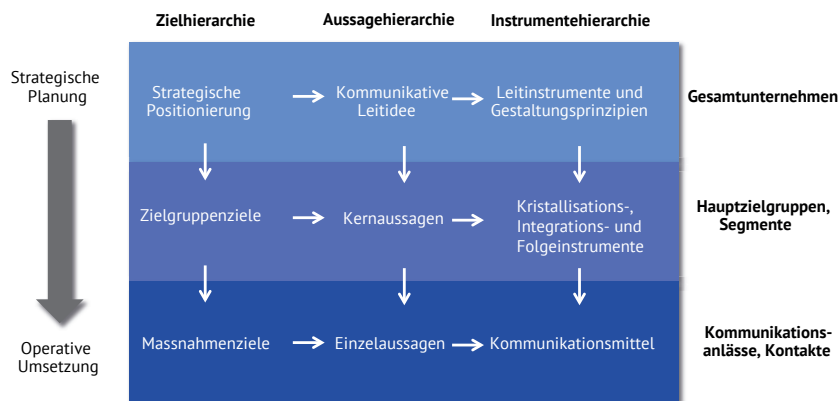 Zielhierarchie
Aussagehierarchie
Instrumentehierarchie
Strategische
Planung
Strategische
Positionierung
Kommunikative
Leitidee
Leitinstrumente und
Gestaltungsprinzipien
Gesamtunternehmen
Zielgruppenziele
Kernaussagen
Kristallisations-,
Integrations- und
Folgeinstrumente
Hauptzielgruppen,
Segmente
Operative
Umsetzung
Massnahmenziele
Einzelaussagen
Kommunikationsmittel
Kommunikations-
anlässe, Kontakte